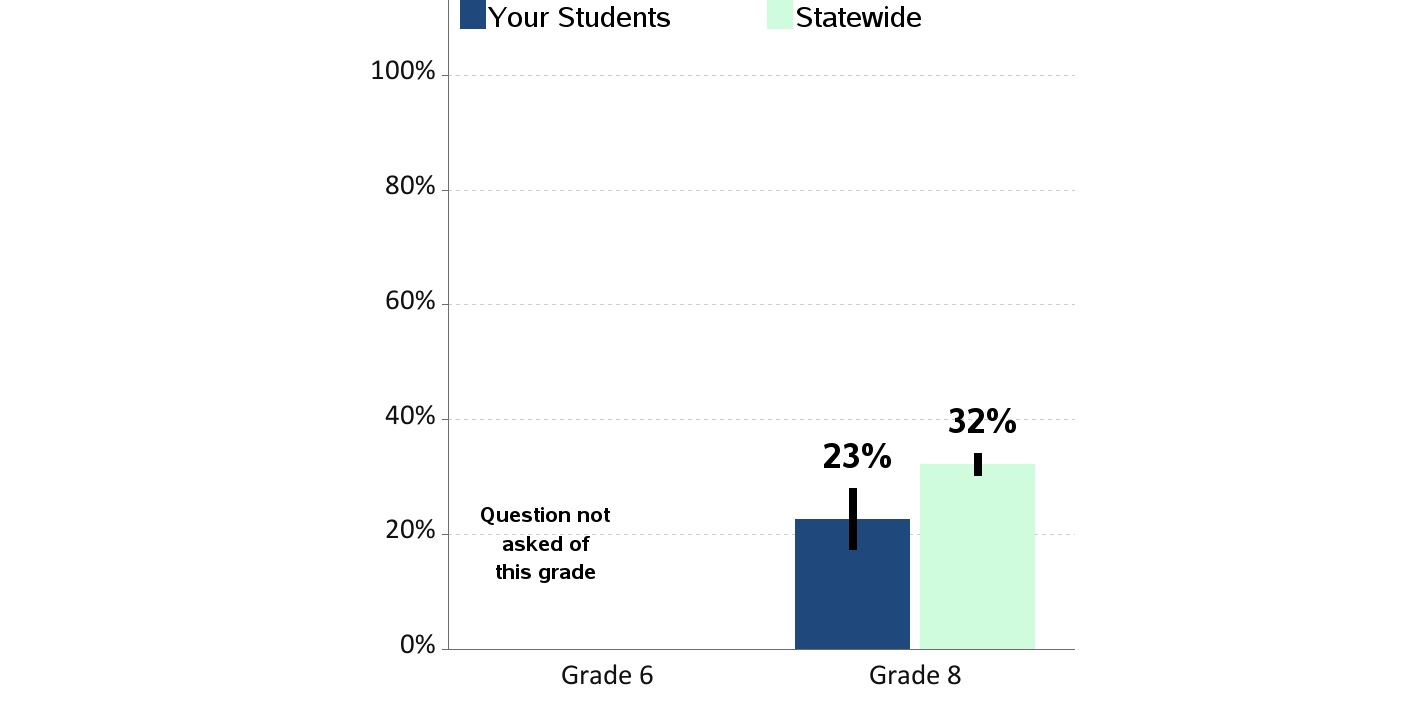 Your Students Statewide
100%
80%
60%
40%
32%
23%
Question not
20%
asked of
this grade
0%
Grade 6 Grade 8